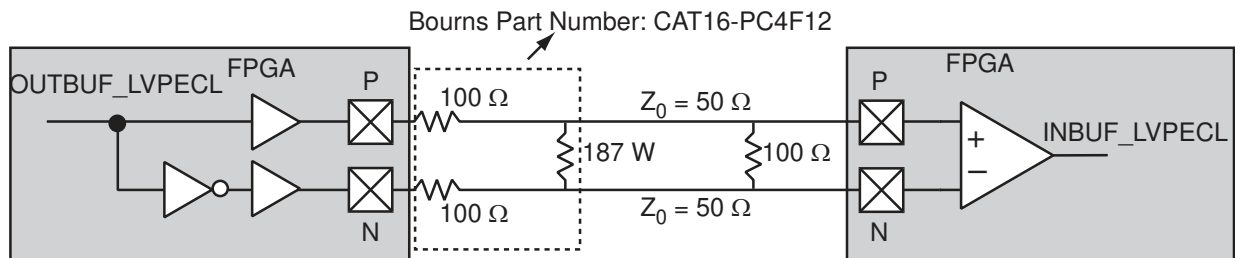 Bourns Part Number: CAT16-PC4F12
OUTBUF_LVPECL
FPGA
P
100 Ω
Z0 = 50 Ω
P
FPGA
187 W
100 Ω
+
−
INBUF_LVPECL
N
100 Ω
Z0 = 50 Ω
N